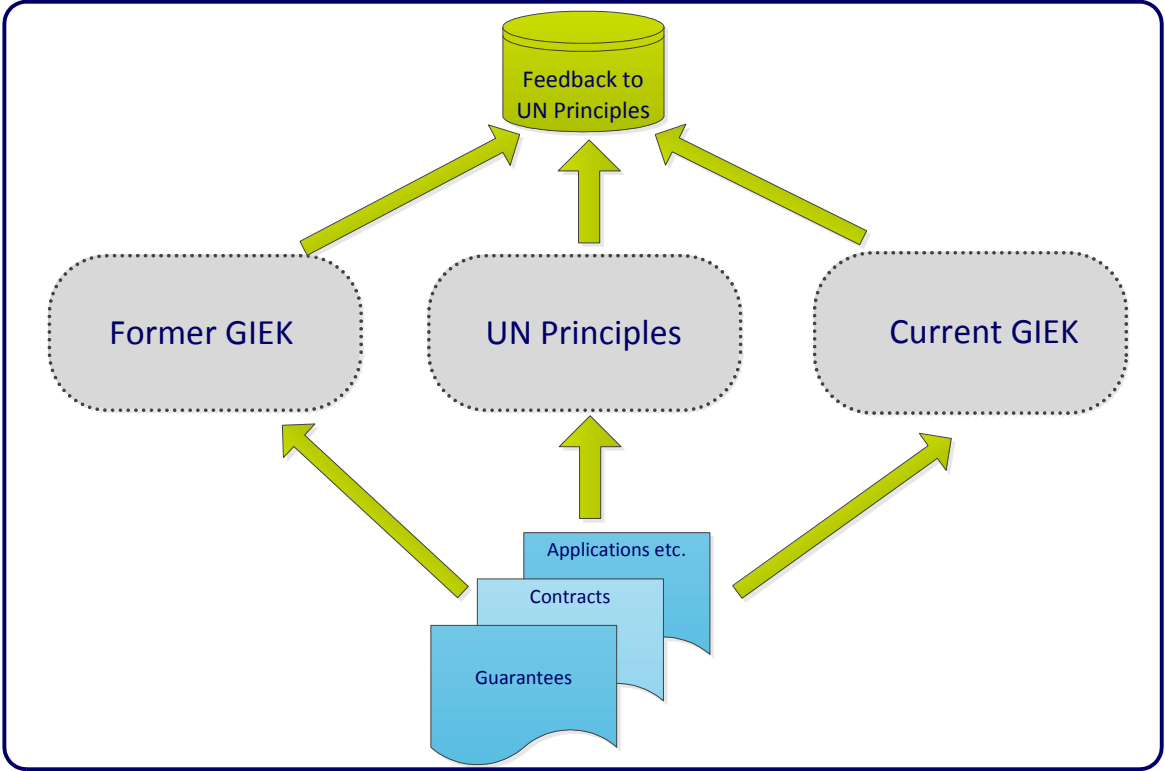 Feedback to
UN Principles
Former GIEK
UN Principles
Current GIEK
Applications etc.
Contracts
Guarantees